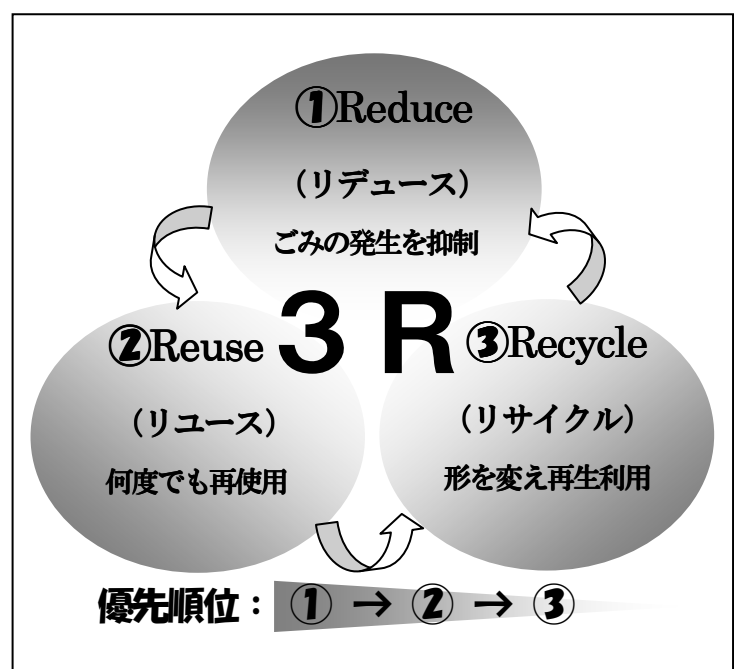 ①Reduce
（リデュース）
ごみの発生を抑制
3 R
②Reuse
（リユース）
何度でも再使用
③Recycle
（リサイクル）
形を変え再生利用
優先順位：①→②→③